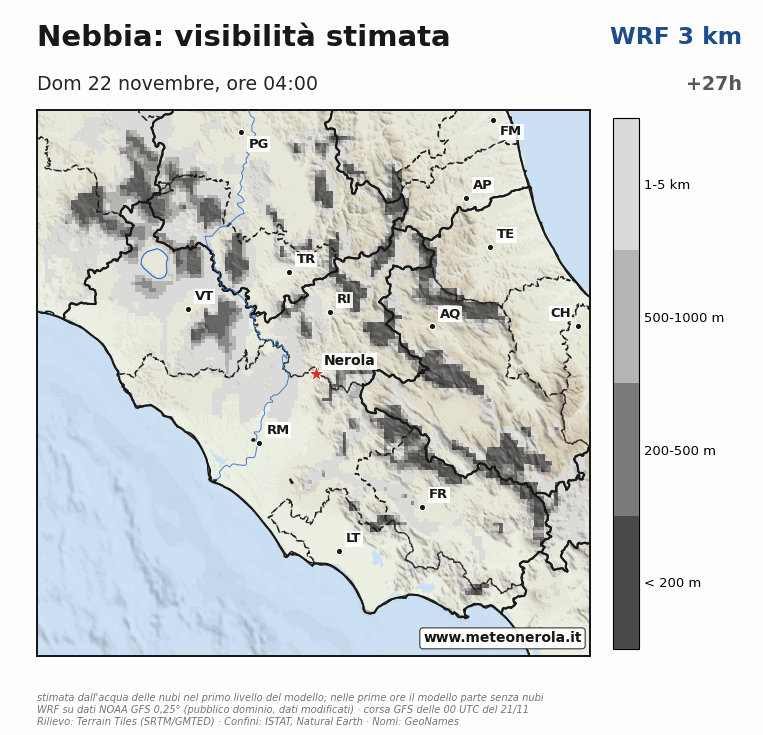 Nebbia: visibilità stimata
WRF 3 km
Dom 22 novembre, ore 04:00
+27h
FM
PG
AP
TE
TR
VT
RI
AQ
CH
Nerola
RM
FR
LT
www.meteonerola.it
1-5 km
500-1000 m
200-500 m
< 200 m
stimata dall'acqua delle nubi nel primo livello del modello; nelle prime ore il modello parte senza nubi
WRF su dati NOAA GFS 0,25° (pubblico dominio, dati modificati) · corsa GFS delle 00 UTC del 21/11
Rilievo: Terrain Tiles (SRTM/GMTED) · Confini: ISTAT, Natural Earth · Nomi: GeoNames